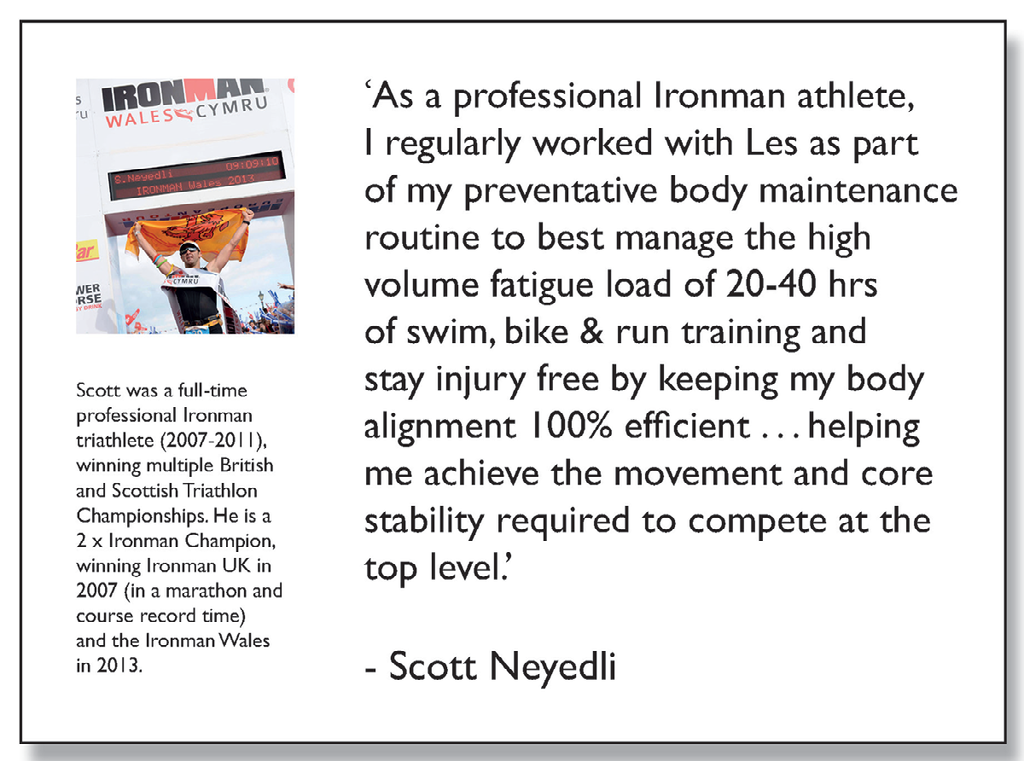 IRONMAN
WALES CYMRU
09:09:10
S.Neyedli
IRONMAN Wales 2013
CYMRU
Scott was a full-time
professional Ironman
triathlete (2007-2011),
winning multiple British
and Scottish Triathlon
Championships. He is a
2 x Ironman Champion,
winning Ironman UK in
2007 (in a marathon and
course record time)
and the Ironman Wales
in 2013.
‘As a professional Ironman athlete,
I regularly worked with Les as part
of my preventative body maintenance
routine to best manage the high
volume fatigue load of 20-40 hrs
of swim, bike & run training and
stay injury free by keeping my body
alignment 100% efficient . . . helping
me achieve the movement and core
stability required to compete at the
top level.’
- Scott Neyedli